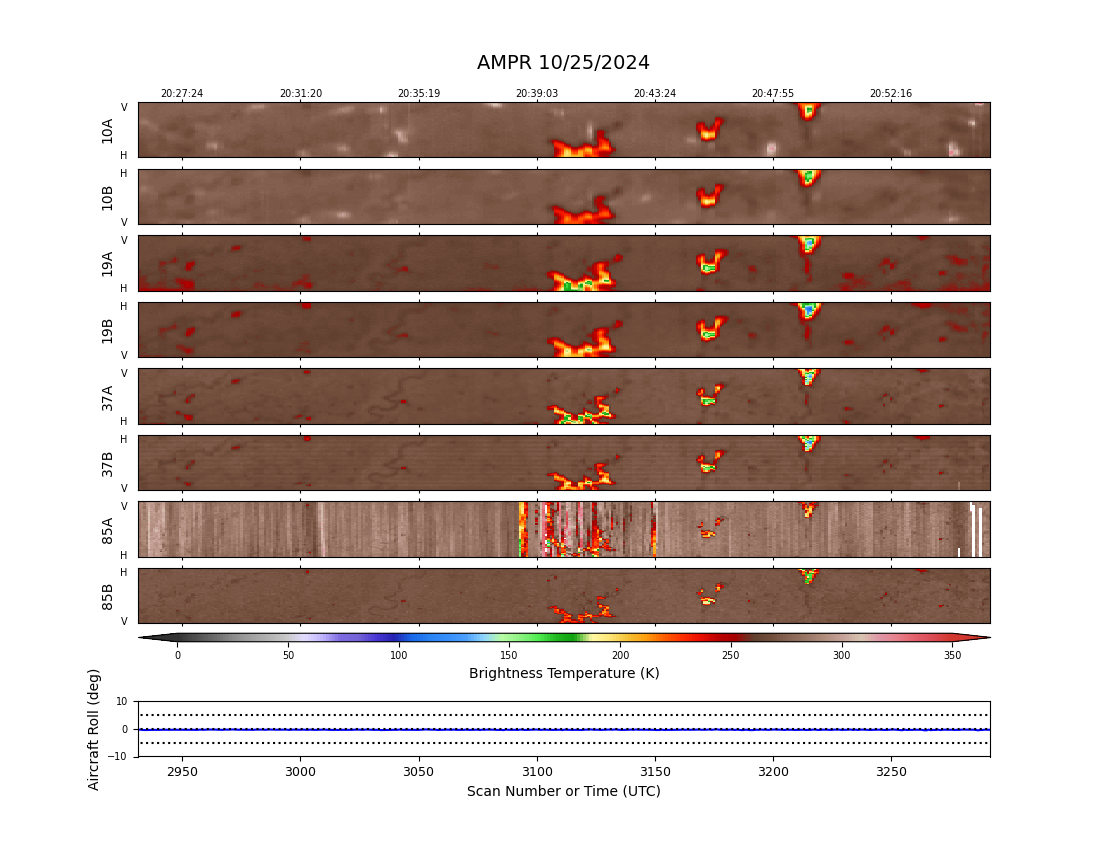 AMPR 10/25/2024
20:27:24 20:31:20 20:35:19 20:39:03 20:43:24 20:47:55 20:52:16
V
10A
H
H
10B
V
V
19A
H
H
19B
V
V
37A
H
H
37B
V
V
85A
H
H
85B
V
0 50 100 150 200 250 300 350
Brightness Temperature (K)
Aircraft Roll (deg)
10
0
−10
2950 3000 3050 3100 3150 3200 3250
Scan Number or Time (UTC)